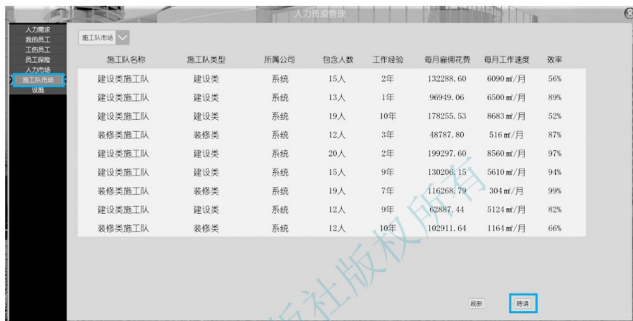 人力资源管理
人力需求
我的员工
工伤员工
员工保险
人力市场
施工队市场
设施
施工队市场
施工队名称 施工队类型 所属公司 包含人数 工作经验 每月雇佣花费 每月工作速度 效率
建设类施工队 建设类 系统 15人 2年 132288.60 6090㎡/月 56%
建设类施工队 建设类 系统 13人 1年 96949.06 6500㎡/月 89%
建设类施工队 建设类 系统 19人 10年 178255.53 8683㎡/月 52%
装修类施工队 装修类 系统 12人 3年 48787.80 516㎡/月 87%
建设类施工队 建设类 系统 20人 2年 199297.60 8560㎡/月 97%
建设类施工队 建设类 系统 15人 9年 130206.15 5610㎡/月 94%
装修类施工队 装修类 系统 19人 7年 116268.79 304㎡/月 99%
建设类施工队 建设类 系统 12人 9年 62887.44 5124㎡/月 82%
装修类施工队 装修类 系统 12人 10年 102911.64 1164㎡/月 66%
刷新 聘请
版社版权所有